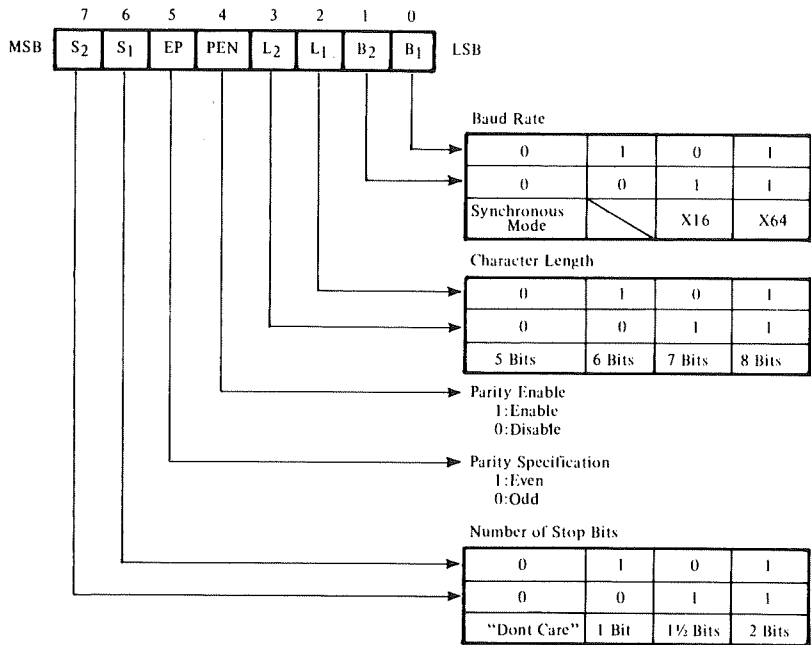 7 6 5 4 3 2 1 0
MSB S2 S1 EP PEN L2 L1 B2 B1 LSB
Baud Rate
0 1 0 1
0 0 1 1
Synchronous Mode X16 X64
Character Length
0 1 0 1
0 0 1 1
5 Bits 6 Bits 7 Bits 8 Bits
Parity Enable
1:Enable
0:Disable
Parity Specification
1:Even
0:Odd
Number of Stop Bits
0 1 0 1
0 0 1 1
"Dont Care" 1 Bit 1½ Bits 2 Bits